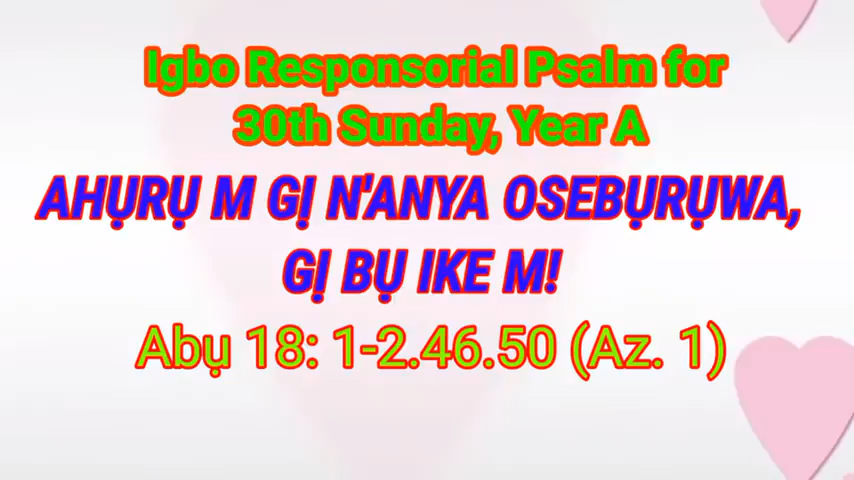 Igbo Responsorial Psalm for
30th Sunday, Year A
AHỤRỤ M GỊ N'ANYA OSEBỤRỤWA,
GỊ BỤ IKE M!
Abụ 18: 1-2.46.50 (Az. 1)